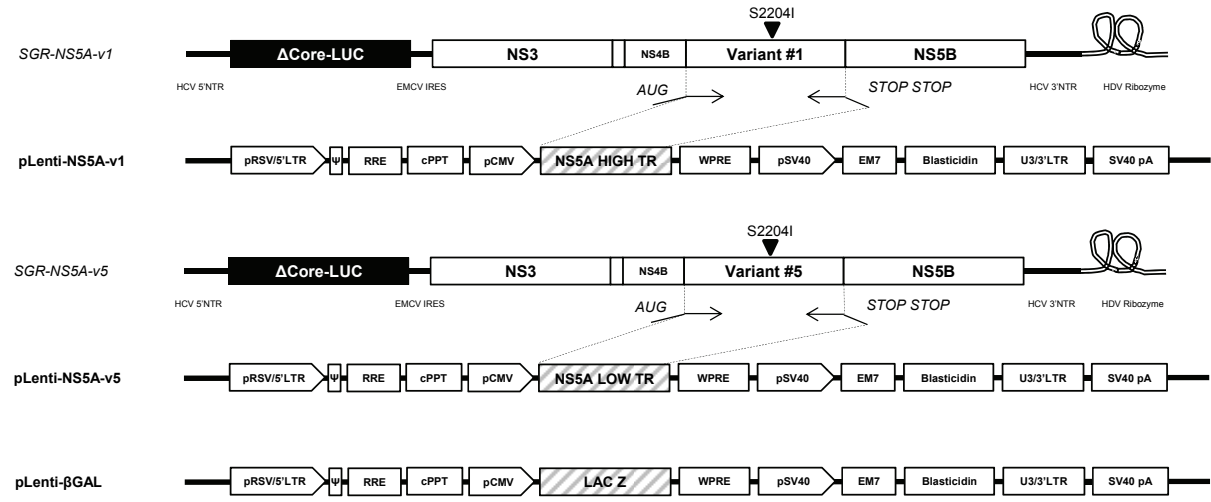 S2204I
SGR-NS5A-v1
ΔCore-LUC
NS3
NS4B
Variant #1
NS5B
HCV 5'NTR
EMCV IRES
AUG
STOP STOP
HCV 3'NTR
HDV Ribozyme
pLenti-NS5A-v1
pRSV/5'LTR
Ψ
RRE
cPPT
pCMV
NS5A HIGH TR
WPRE
pSV40
EM7
Blasticidin
U3/3'LTR
SV40 pA
S2204I
SGR-NS5A-v5
ΔCore-LUC
NS3
NS4B
Variant #5
NS5B
HCV 5'NTR
EMCV IRES
AUG
STOP STOP
HCV 3'NTR
HDV Ribozyme
pLenti-NS5A-v5
pRSV/5'LTR
Ψ
RRE
cPPT
pCMV
NS5A LOW TR
WPRE
pSV40
EM7
Blasticidin
U3/3'LTR
SV40 pA
pLenti-βGAL
pRSV/5'LTR
Ψ
RRE
cPPT
pCMV
LAC Z
WPRE
pSV40
EM7
Blasticidin
U3/3'LTR
SV40 pA